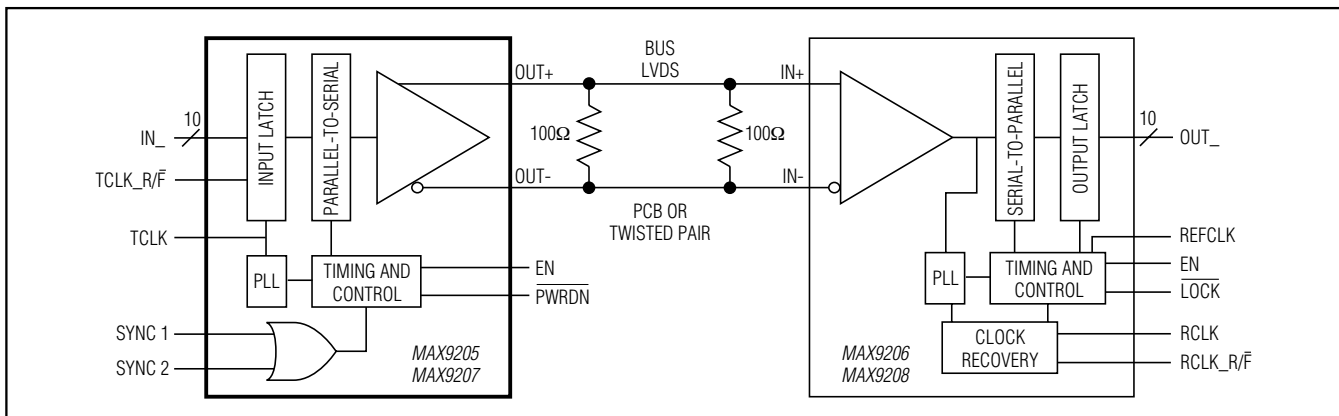 BUS
LVDS
OUT+
IN+
10
IN_
TCLK_R/F̅
TCLK
INPUT LATCH
PARALLEL-TO-SERIAL
100Ω
100Ω
SERIAL-TO-PARALLEL
OUTPUT LATCH
10
OUT_
OUT-
IN-
PCB OR
TWISTED PAIR
PLL
TIMING AND
CONTROL
EN
P̅W̅R̅D̅N̅
SYNC 1
SYNC 2
MAX9205
MAX9207
PLL
TIMING AND
CONTROL
REFCLK
EN
L̅O̅C̅K̅
CLOCK
RECOVERY
RCLK
RCLK_R/F̅
MAX9206
MAX9208